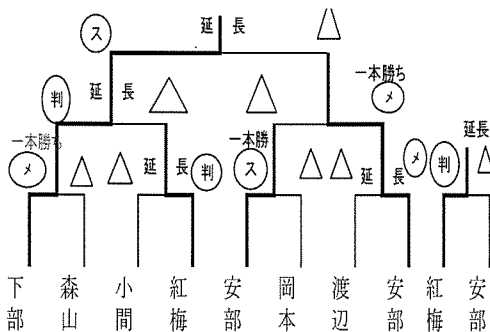 ス 延 長
延 長 一本勝ち
判 メ
一本勝ち 一本勝 延長
メ 延 長 判 ス 延 長 メ 判
下部 森山 小間 紅梅 安部 岡本 渡辺 安部 紅梅 安部